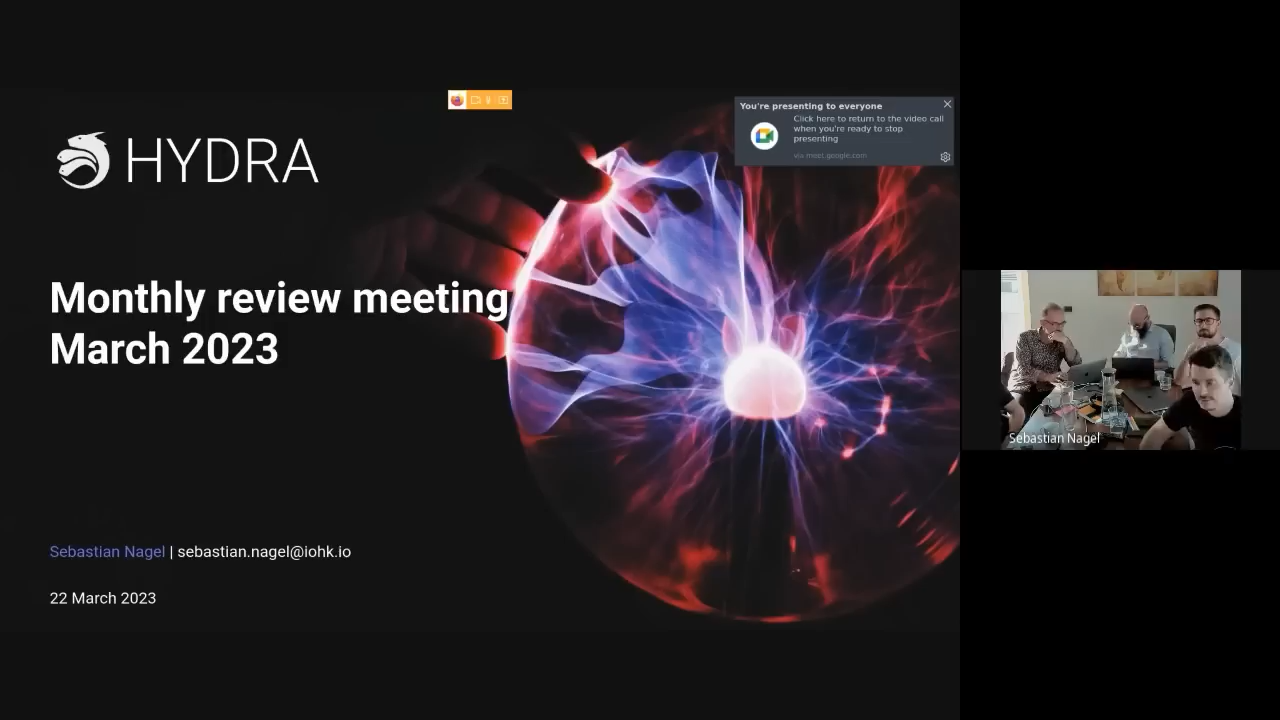 HYDRA
Monthly review meeting
March 2023
Sebastian Nagel | sebastian.nagel@iohk.io
22 March 2023
You're presenting to everyone
Click here to return to the video call
when you're ready to stop
presenting
via meet.google.com
Sebastian Nagel